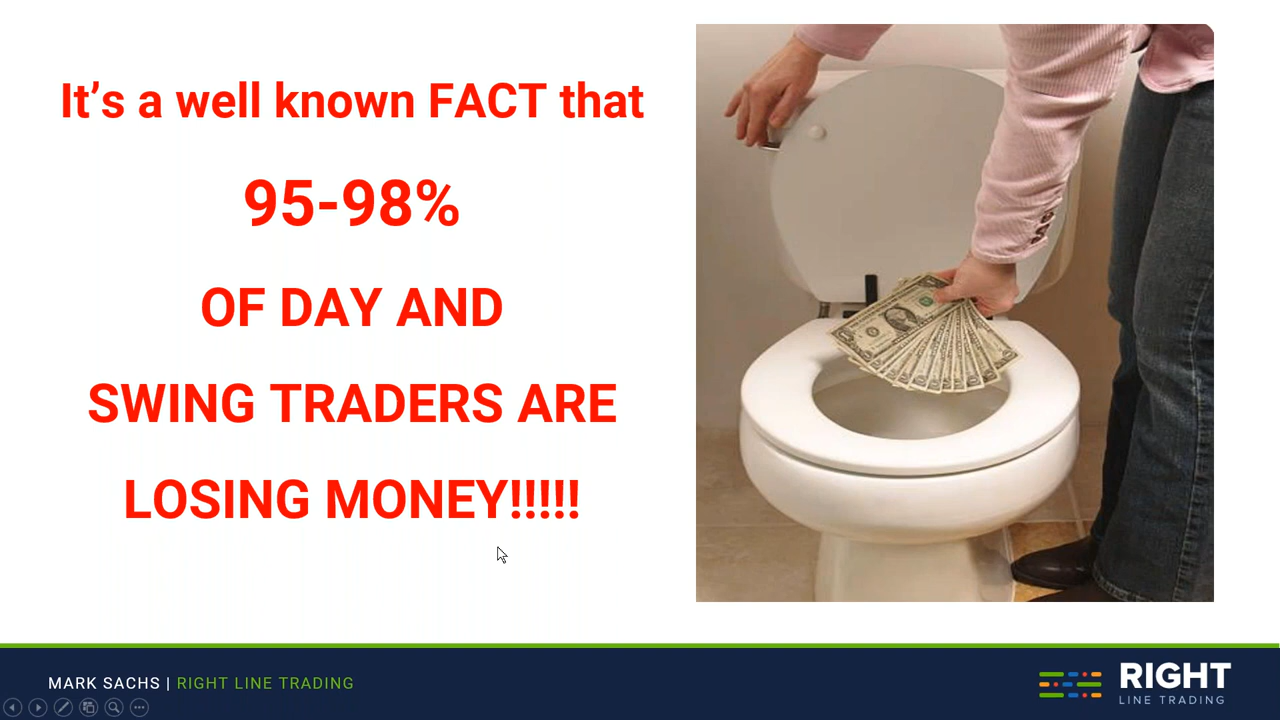 It's a well known FACT that
95-98%
OF DAY AND
SWING TRADERS ARE
LOSING MONEY!!!!!
MARK SACHS | RIGHT LINE TRADING
RIGHT
LINE TRADING